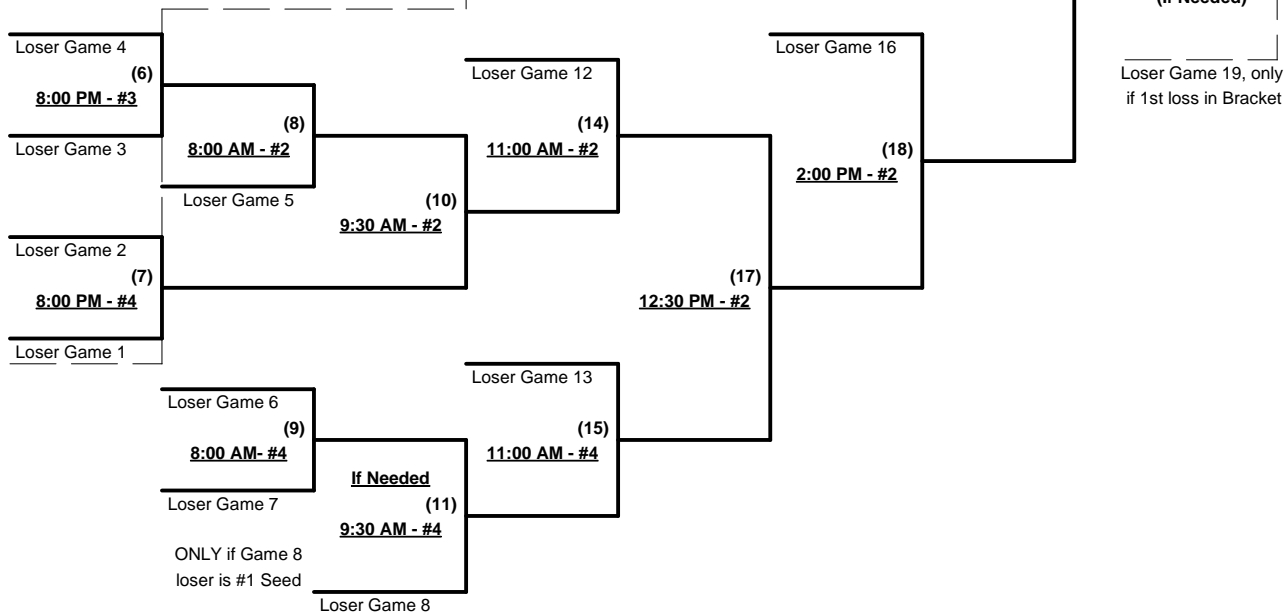 (If Needed)
Loser Game 4
Loser Game 16
(6)
Loser Game 12
Loser Game 19, only
8:00 PM - #3
if 1st loss in Bracket
(8)
(14)
Loser Game 3
8:00 AM - #2
11:00 AM - #2
(18)
2:00 PM - #2
Loser Game 5
(10)
9:30 AM - #2
Loser Game 2
(7)
(17)
8:00 PM - #4
12:30 PM - #2
Loser Game 1
Loser Game 13
Loser Game 6
(9)
(15)
8:00 AM- #4
11:00 AM - #4
If Needed
Loser Game 7
(11)
9:30 AM - #4
ONLY if Game 8
loser is #1 Seed
Loser Game 8